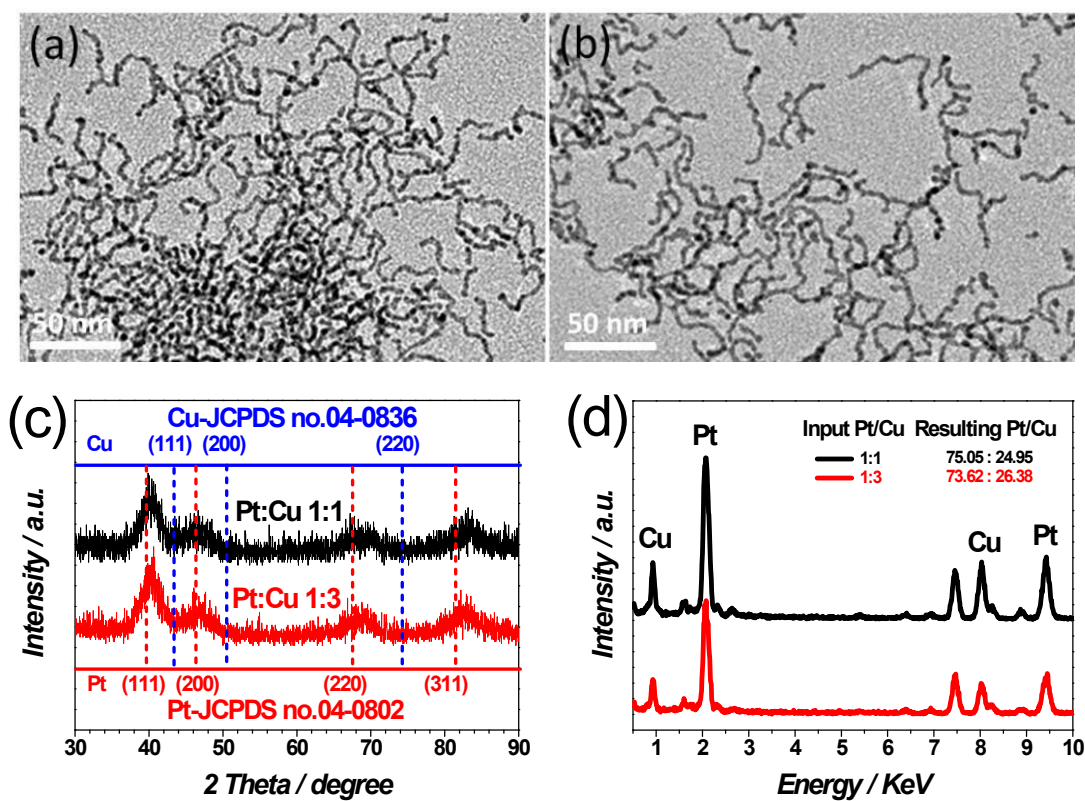 (a)
50 nm
(b)
50 nm
(c)
Cu-JCPDS no.04-0836
Cu (111) (200) (220)
Pt:Cu 1:1
Pt:Cu 1:3
Pt (111) (200) (220) (311)
Pt-JCPDS no.04-0802
Intensity / a.u.
30 40 50 60 70 80 90
2 Theta / degree
(d)
Input Pt/Cu Resulting Pt/Cu
1:1 75.05 : 24.95
1:3 73.62 : 26.38
Pt
Cu
Cu
Pt
Intensity / a.u.
1 2 3 4 5 6 7 8 9 10
Energy / KeV